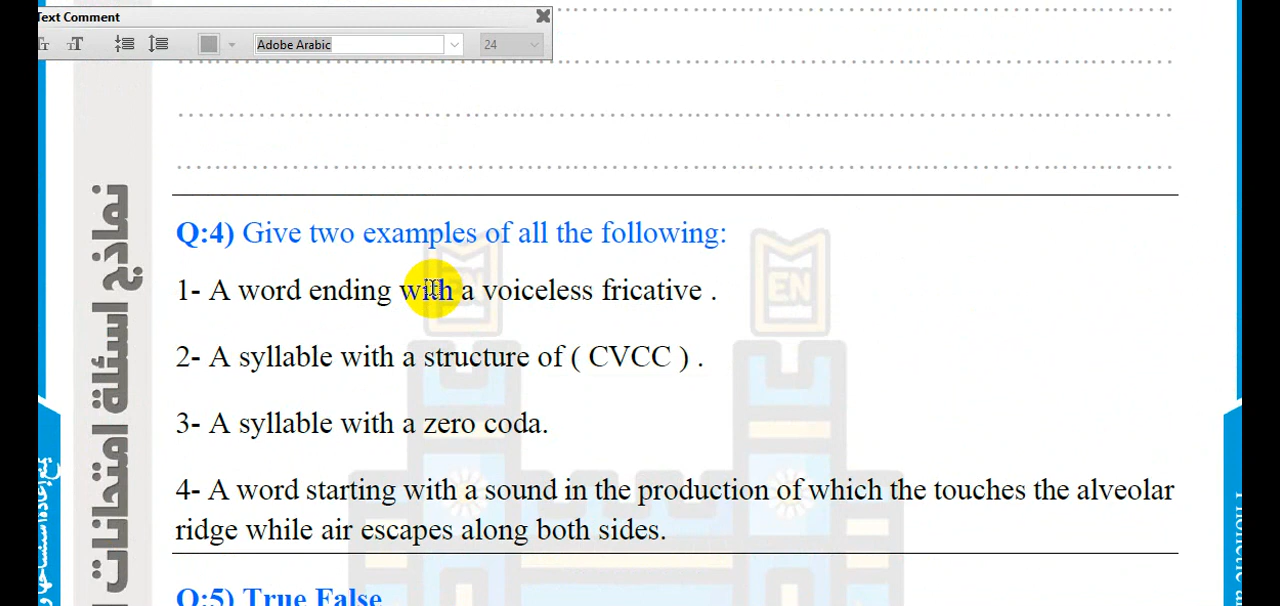 Text Comment
Adobe Arabic
24
Q:4) Give two examples of all the following:
1- A word ending with a voiceless fricative .
2- A syllable with a structure of ( CVCC ) .
3- A syllable with a zero coda.
4- A word starting with a sound in the production of which the touches the alveolar
ridge while air escapes along both sides.
Q:5) True False
نماذج اسئلة امتحانات
EN
EN